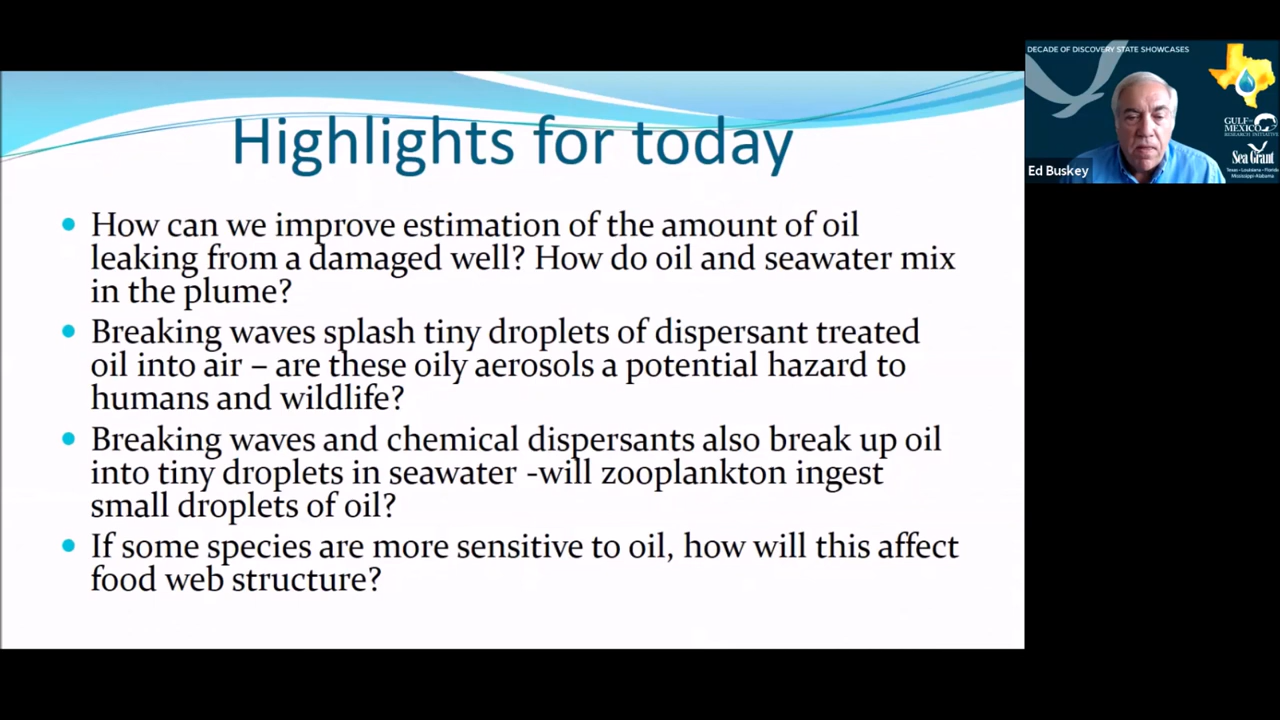 Highlights for today
How can we improve estimation of the amount of oil
leaking from a damaged well? How do oil and seawater mix
in the plume?
Breaking waves splash tiny droplets of dispersant treated
oil into air – are these oily aerosols a potential hazard to
humans and wildlife?
Breaking waves and chemical dispersants also break up oil
into tiny droplets in seawater -will zooplankton ingest
small droplets of oil?
If some species are more sensitive to oil, how will this affect
food web structure?
DECADE OF DISCOVERY STATE SHOWCASES
GULF OF
MEXICO
RESEARCH INITIATIVE
Sea Grant
Texas • Louisiana • Florida
Mississippi-Alabama
Ed Buskey